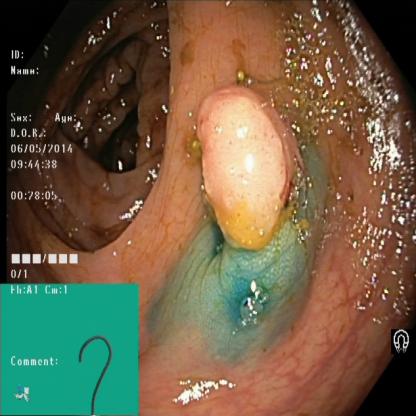 ID:
Name:
Sex: Age:
D.O.B.:
06/05/2014
09:44:38
00:28:05
■■■/■■■
0/1
Eh:A1 Cm:1
Comment: